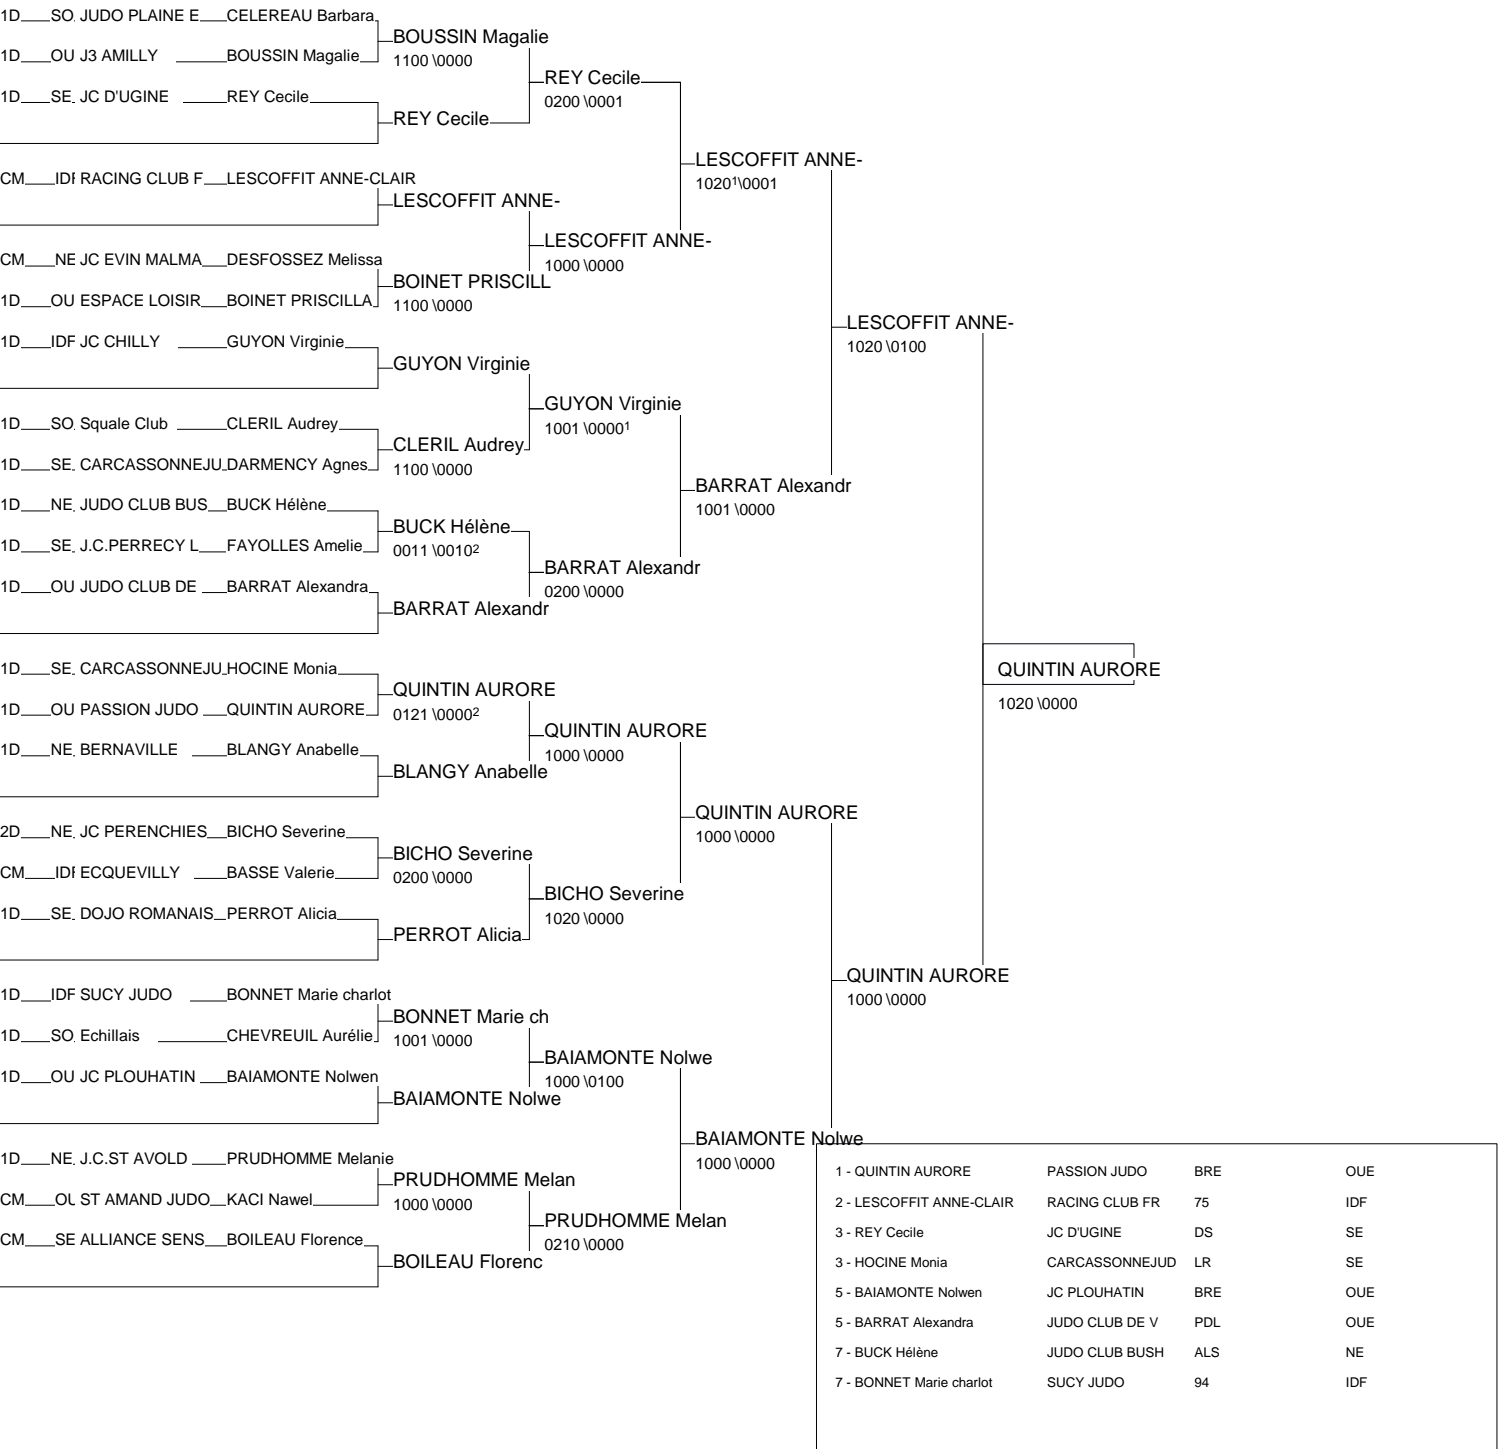 1D SO JUDO PLAINE E CELEREAU Barbara
BOUSSIN Magalie
1100 \0000
1D OU J3 AMILLY BOUSSIN Magalie
REY Cecile
0200 \0001
1D SE JC D'UGINE REY Cecile
REY Cecile
LESCOFFIT ANNE-
1020¹\0001
CM IDF RACING CLUB F LESCOFFIT ANNE-CLAIR
LESCOFFIT ANNE-
LESCOFFIT ANNE-
1000 \0000
CM NE JC EVIN MALMA DESFOSSEZ Melissa
BOINET PRISCILL
1100 \0000
1D OU ESPACE LOISIR BOINET PRISCILLA
LESCOFFIT ANNE-
1020 \0100
1D IDF JC CHILLY GUYON Virginie
GUYON Virginie
GUYON Virginie
1001 \0000¹
1D SO Squale Club CLERIL Audrey
CLERIL Audrey
1100 \0000
1D SE CARCASSONNEJU DARMENCY Agnes
BARRAT Alexandr
1001 \0000
1D NE JUDO CLUB BUS BUCK Hélène
BUCK Hélène
0011 \0010²
1D SE J.C.PERRECY L FAYOLLES Amelie
BARRAT Alexandr
0200 \0000
1D OU JUDO CLUB DE BARRAT Alexandra
BARRAT Alexandr
1D SE CARCASSONNEJU HOCINE Monia
QUINTIN AURORE
1020 \0000
QUINTIN AURORE
0121 \0000²
1D OU PASSION JUDO QUINTIN AURORE
QUINTIN AURORE
1000 \0000
1D NE BERNAVILLE BLANGY Anabelle
BLANGY Anabelle
QUINTIN AURORE
1000 \0000
2D NE JC PERENCHIES BICHO Severine
BICHO Severine
0200 \0000
CM IDF ECQUEVILLY BASSE Valerie
BICHO Severine
1020 \0000
1D SE DOJO ROMANAIS PERROT Alicia
PERROT Alicia
QUINTIN AURORE
1000 \0000
1D IDF SUCY JUDO BONNET Marie charlot
BONNET Marie ch
1001 \0000
1D SO Echillais CHEVREUIL Aurélie
BAIAMONTE Nolwe
1000 \0100
1D OU JC PLOUHATIN BAIAMONTE Nolwen
BAIAMONTE Nolwe
BAIAMONTE Nolwe
1000 \0000
1D NE J.C.ST AVOLD PRUDHOMME Melanie
PRUDHOMME Melan
1000 \0000
CM OU ST AMAND JUDO KACI Nawel
PRUDHOMME Melan
0210 \0000
CM SE ALLIANCE SENS BOILEAU Florence
BOILEAU Florenc
1 - QUINTIN AURORE PASSION JUDO BRE OUE
2 - LESCOFFIT ANNE-CLAIR RACING CLUB FR 75 IDF
3 - REY Cecile JC D'UGINE DS SE
3 - HOCINE Monia CARCASSONNEJUD LR SE
5 - BAIAMONTE Nolwen JC PLOUHATIN BRE OUE
5 - BARRAT Alexandra JUDO CLUB DE V PDL OUE
7 - BUCK Hélène JUDO CLUB BUSH ALS NE
7 - BONNET Marie charlot SUCY JUDO 94 IDF